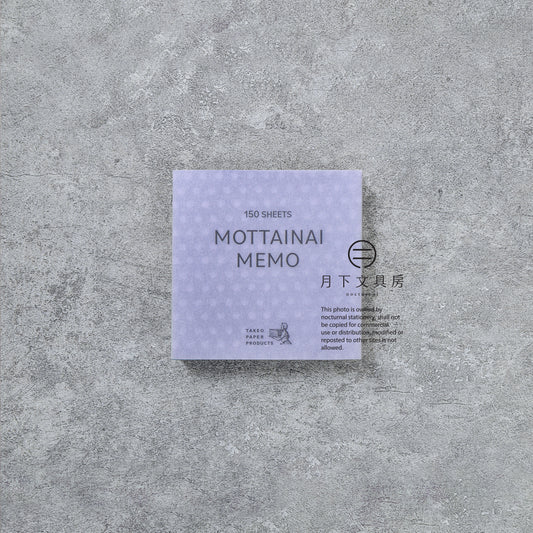 150 SHEETS
MOTTAINAI
MEMO
TAKEO
PAPER
PRODUCTS
月下文具房
nocturnal
This photo is owned by
nocturnal stationery, shall not
be copied for commercial
use or distribution, modified or
reposted to other sites is not
allowed.